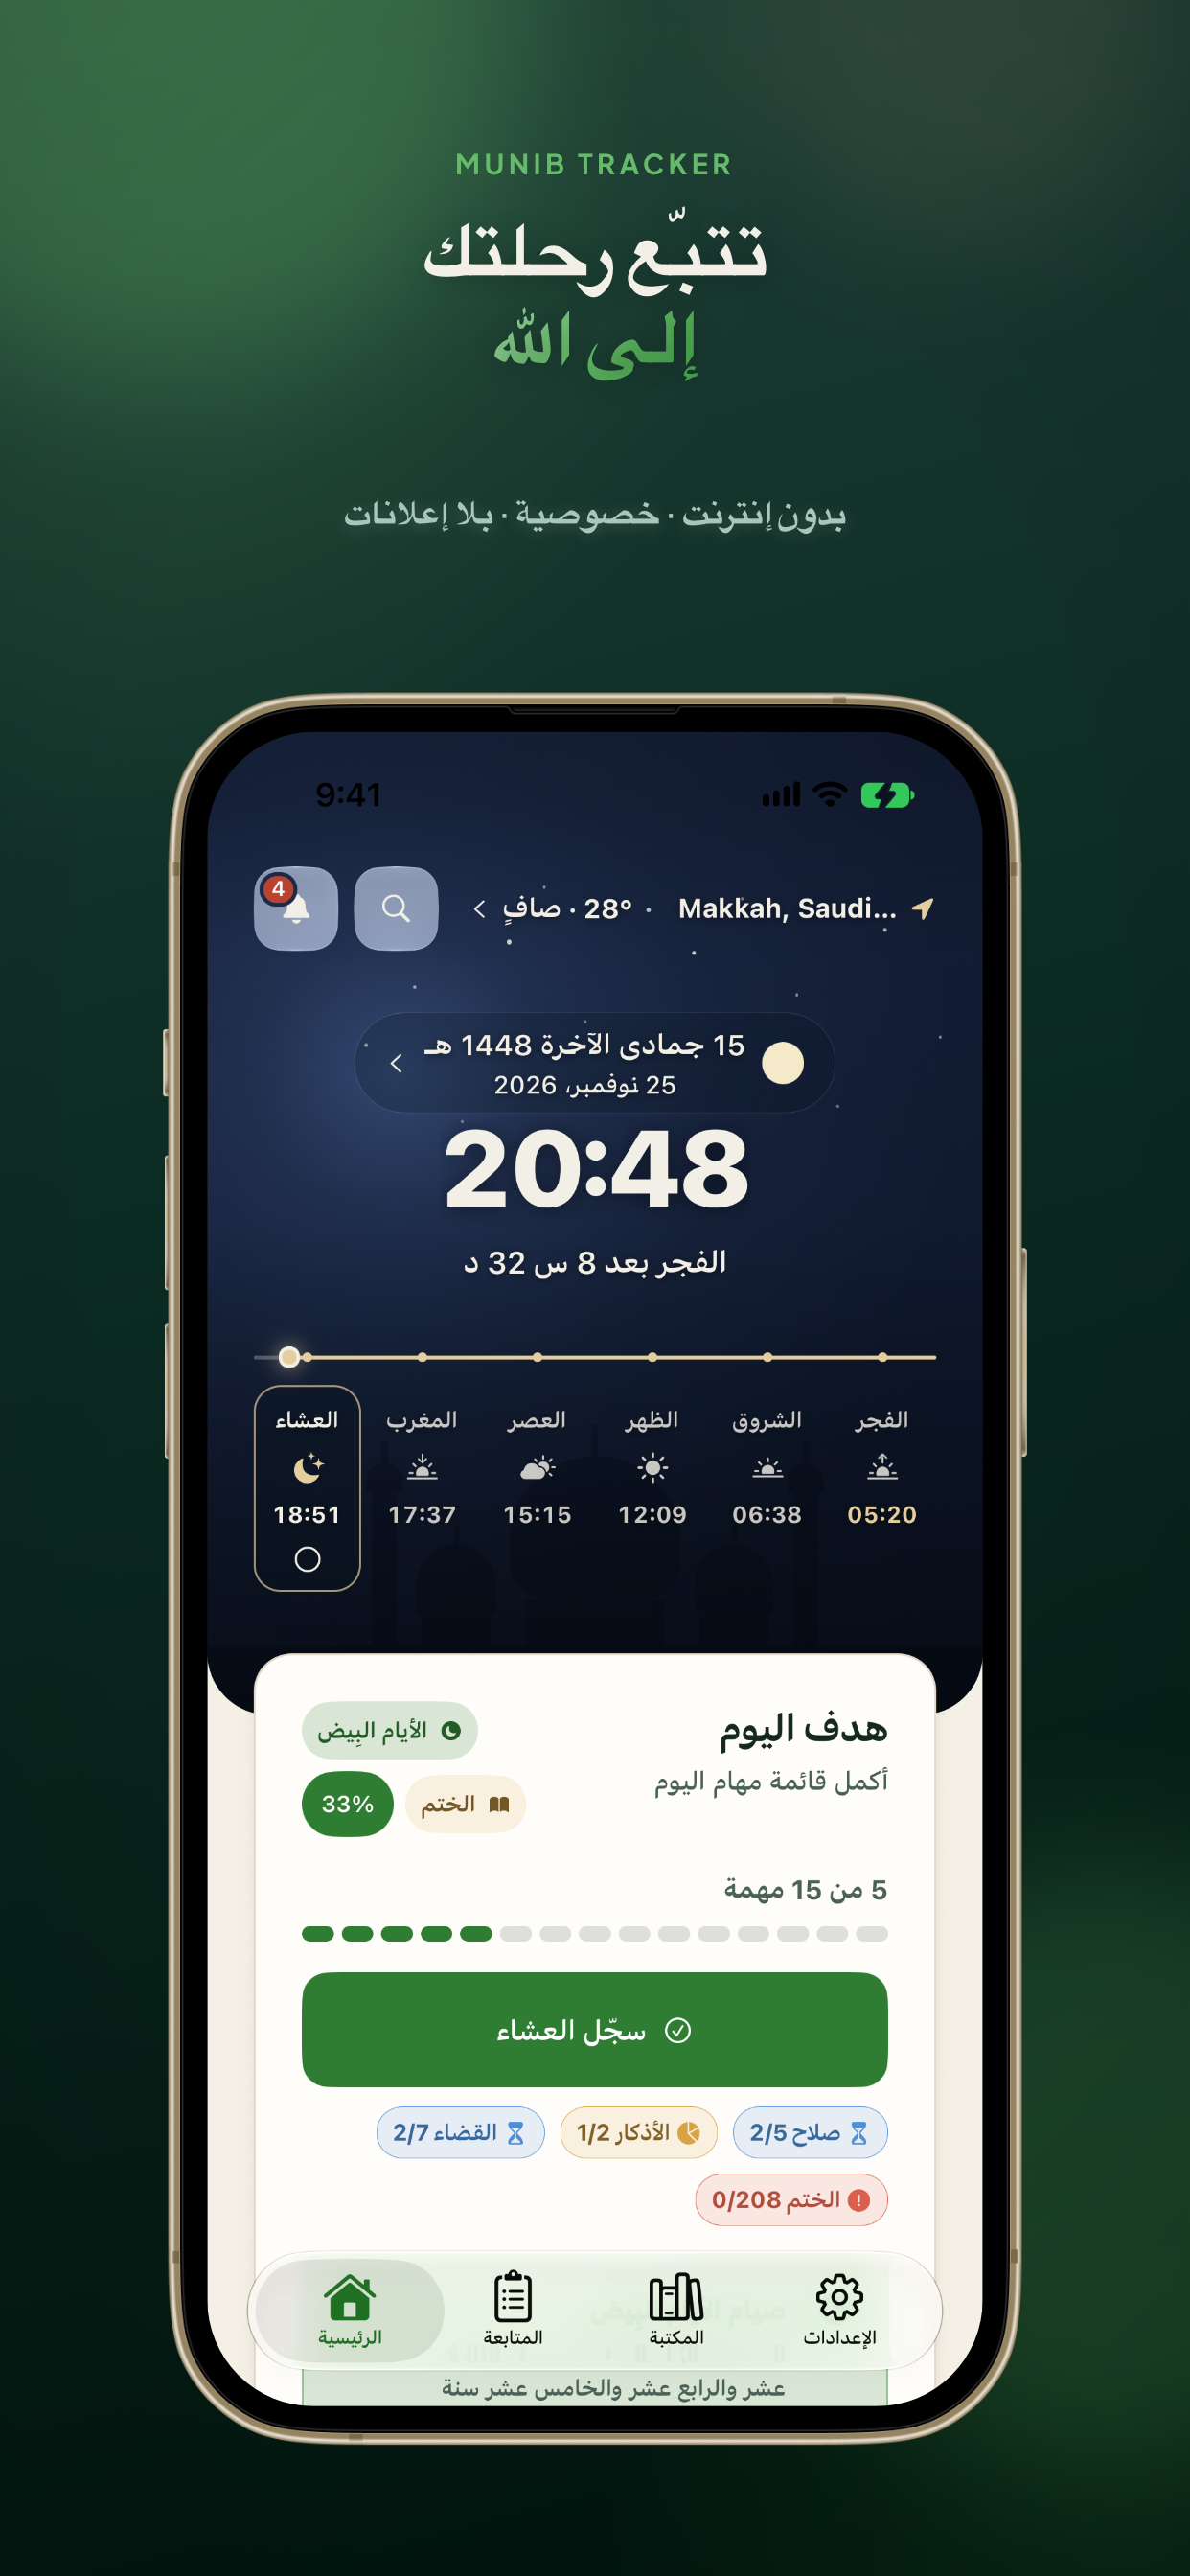 MUNIB TRACKER
تتبّع رحلتك
إلى الله
بدون إنترنت · خصوصية · بلا إعلانات
9:41
Makkah, Saudi... · 28° · صافٍ
4
15 جمادى الآخرة 1448 هـ
25 نوفمبر، 2026
20:48
الفجر بعد 8 س 32 د
الفجر الشروق الظهر العصر المغرب العشاء
05:20 06:38 12:09 15:15 17:37 18:51
هدف اليوم
الأيام البِيض
أكمل قائمة مهام اليوم
الختم 33%
5 من 15 مهمة
سجّل العشاء
صلاح 2/5 الأذكار 1/2 القضاء 2/7
الختم 0/208
الرئيسية المتابعة المكتبة الإعدادات
عشر والرابع عشر والخامس عشر سنة